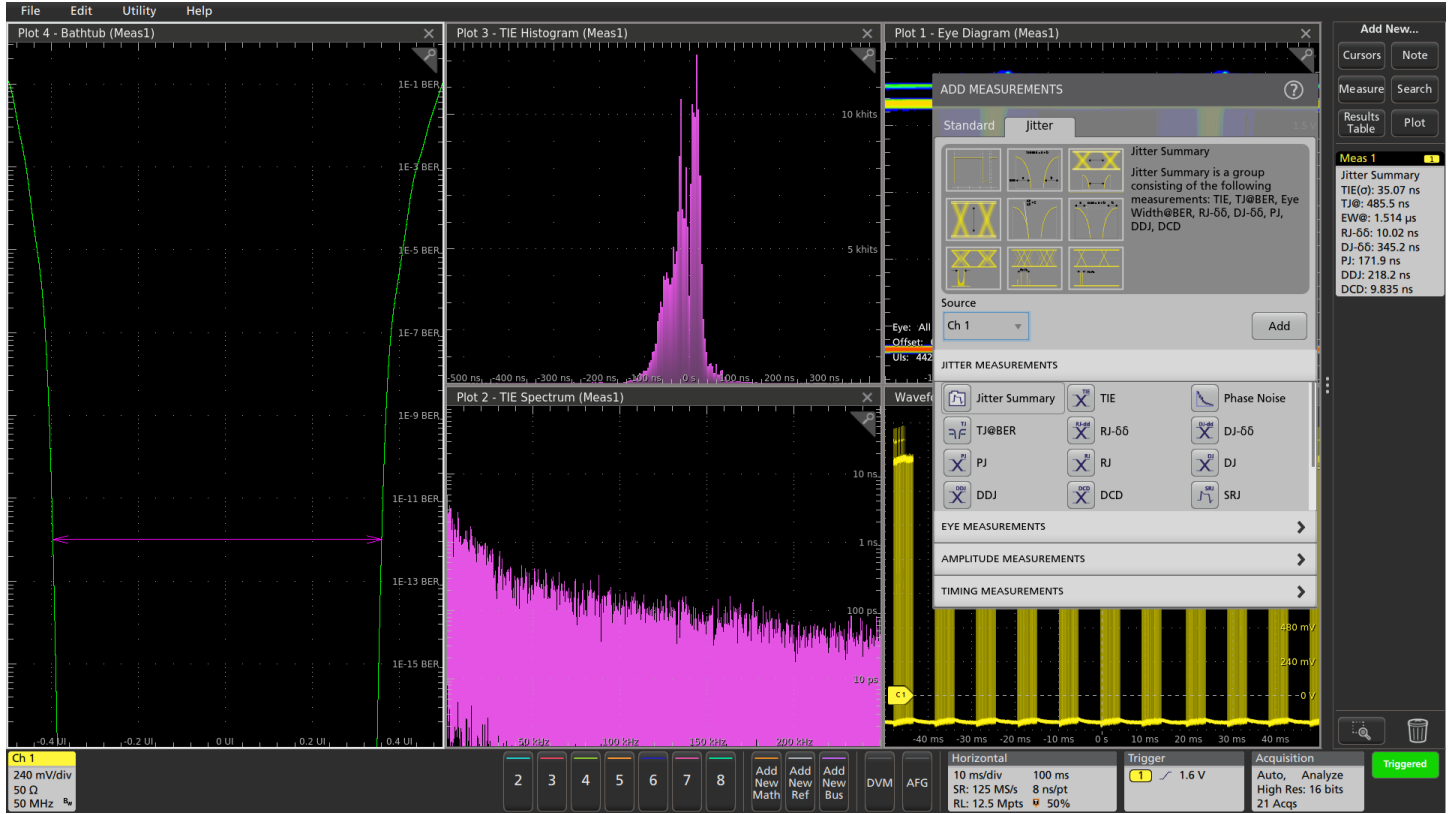 File Edit Utility Help
Plot 4 - Bathtub (Meas1)
1E-1 BER
1E-3 BER
1E-5 BER
1E-7 BER
1E-9 BER
1E-11 BER
1E-13 BER
1E-15 BER
-0.4 UI -0.2 UI 0 UI 0.2 UI 0.4 UI
Plot 3 - TIE Histogram (Meas1)
10 khits
5 khits
-500 ns -400 ns -300 ns -200 ns -100 ns 0 s 100 ns 200 ns 300 ns
Plot 2 - TIE Spectrum (Meas1)
10 ns
1 ns
100 ps
10 ps
50 kHz 100 kHz 150 kHz 200 kHz
Plot 1 - Eye Diagram (Meas1)
Eye: All
Offset:
UIs: 442
ADD MEASUREMENTS
?
Standard Jitter
1.5 V
Jitter Summary
Jitter Summary is a group
consisting of the following
measurements: TIE, TJ@BER, Eye
Width@BER, RJ-δδ, DJ-δδ, PJ,
DDJ, DCD
Source
Ch 1
Add
JITTER MEASUREMENTS
Jitter Summary TIE Phase Noise
TJ@BER RJ-δδ DJ-δδ
PJ RJ DJ
DDJ DCD SRJ
EYE MEASUREMENTS
AMPLITUDE MEASUREMENTS
TIMING MEASUREMENTS
480 mV
240 mV
0 V
C1
-40 ms -30 ms -20 ms -10 ms 0 s 10 ms 20 ms 30 ms 40 ms
Add New...
Cursors Note
Measure Search
Results
Table
Plot
Meas 1 1
Jitter Summary
TIE(σ): 35.07 ns
TJ@: 485.5 ns
EW@: 1.514 µs
RJ-δδ: 10.02 ns
DJ-δδ: 345.2 ns
PJ: 171.9 ns
DDJ: 218.2 ns
DCD: 9.835 ns
Ch 1
240 mV/div
50 Ω
50 MHz Bw
2 3 4 5 6 7 8
Add
New
Math
Add
New
Ref
Add
New
Bus
DVM AFG
Horizontal
10 ms/div 100 ms
SR: 125 MS/s 8 ns/pt
RL: 12.5 Mpts 50%
Trigger
1 1.6 V
Acquisition
Auto, Analyze
High Res: 16 bits
21 Acqs
Triggered